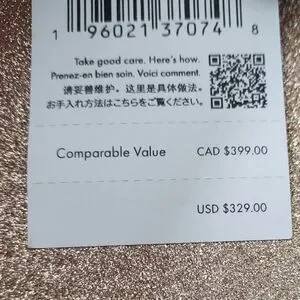 1 96021 37074 8
Take good care. Here's how.
Prenez-en bien soin. Voici comment.
请妥善维护。这里是具体做法。
お手入れ方法はこちらをご覧ください。
Comparable Value CAD $399.00
USD $329.00